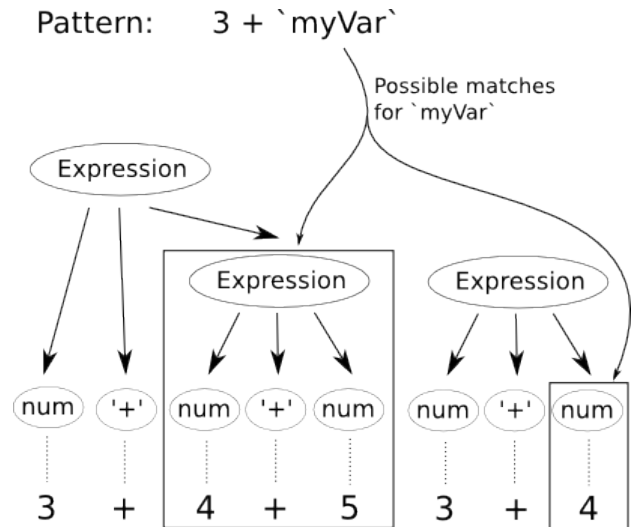 Pattern: 3 + `myVar`
Possible matches
for `myVar`
Expression
Expression Expression
num '+' num '+' num num '+' num
3 + 4 + 5 3 + 4